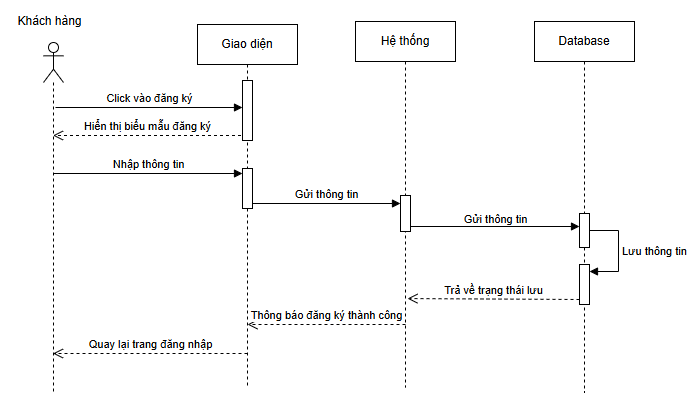 Khách hàng
Giao diện
Hệ thống
Database
Click vào đăng ký
Hiển thị biểu mẫu đăng ký
Nhập thông tin
Gửi thông tin
Gửi thông tin
Lưu thông tin
Trả về trạng thái lưu
Thông báo đăng ký thành công
Quay lại trang đăng nhập